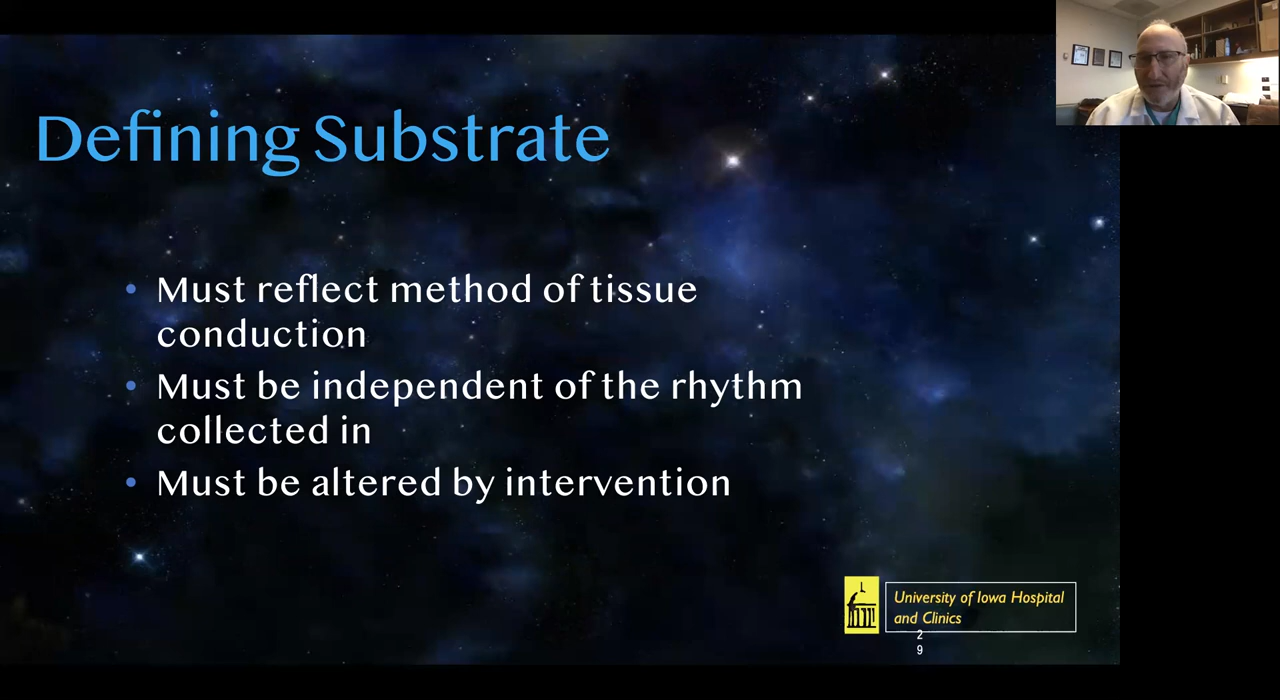 Defining Substrate
• Must reflect method of tissue
conduction
• Must be independent of the rhythm
collected in
• Must be altered by intervention
University of Iowa Hospital
and Clinics
2
9